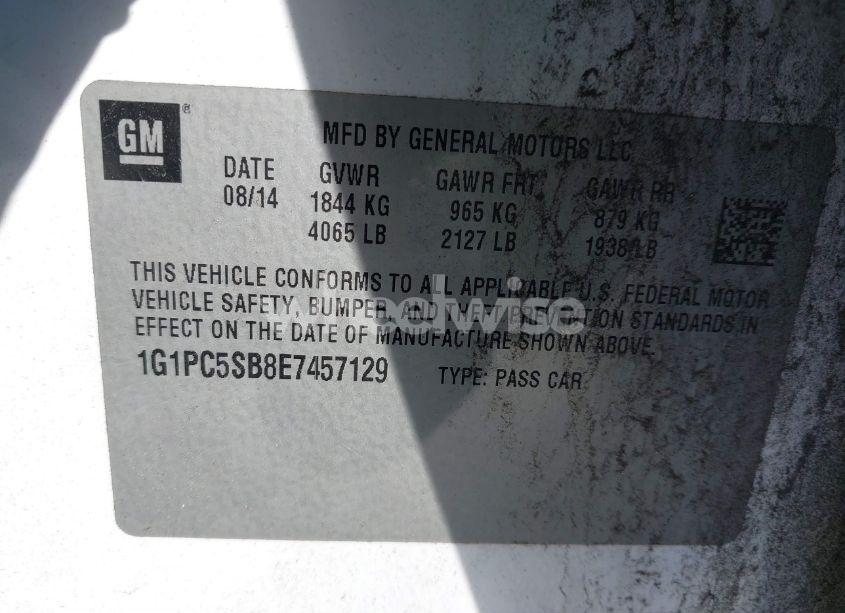 GM®
MFD BY GENERAL MOTORS LLC
DATE GVWR GAWR FRT GAWR RR
08/14 1844 KG 965 KG 879 KG
4065 LB 2127 LB 1938 LB
THIS VEHICLE CONFORMS TO ALL APPLICABLE U.S. FEDERAL MOTOR
VEHICLE SAFETY, BUMPER, AND THEFT PREVENTION STANDARDS IN
EFFECT ON THE DATE OF MANUFACTURE SHOWN ABOVE.
1G1PC5SB8E7457129 TYPE: PASS CAR